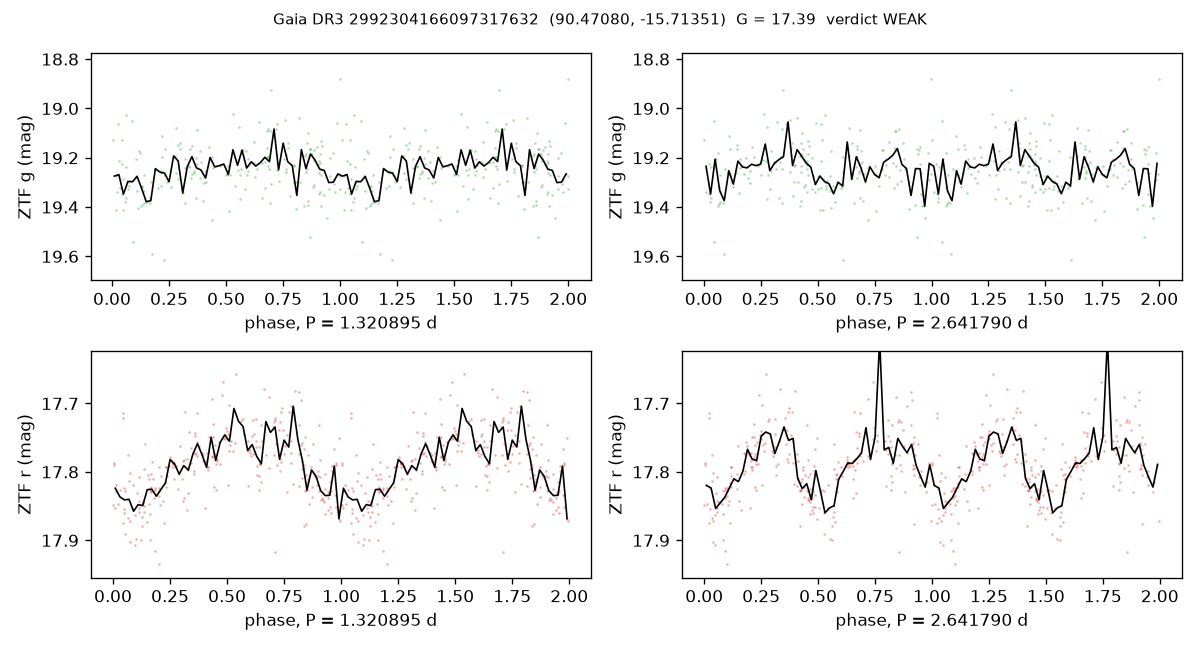 Gaia DR3 2992304166097317632  (90.47080, -15.71351)  G = 17.39  verdict WEAK
ZTF g (mag)
18.8
19.0
19.2
19.4
19.6
0.00 0.25 0.50 0.75 1.00 1.25 1.50 1.75 2.00
phase, P = 1.320895 d
ZTF g (mag)
18.8
19.0
19.2
19.4
19.6
0.00 0.25 0.50 0.75 1.00 1.25 1.50 1.75 2.00
phase, P = 2.641790 d
ZTF r (mag)
17.7
17.8
17.9
0.00 0.25 0.50 0.75 1.00 1.25 1.50 1.75 2.00
phase, P = 1.320895 d
ZTF r (mag)
17.7
17.8
17.9
0.00 0.25 0.50 0.75 1.00 1.25 1.50 1.75 2.00
phase, P = 2.641790 d